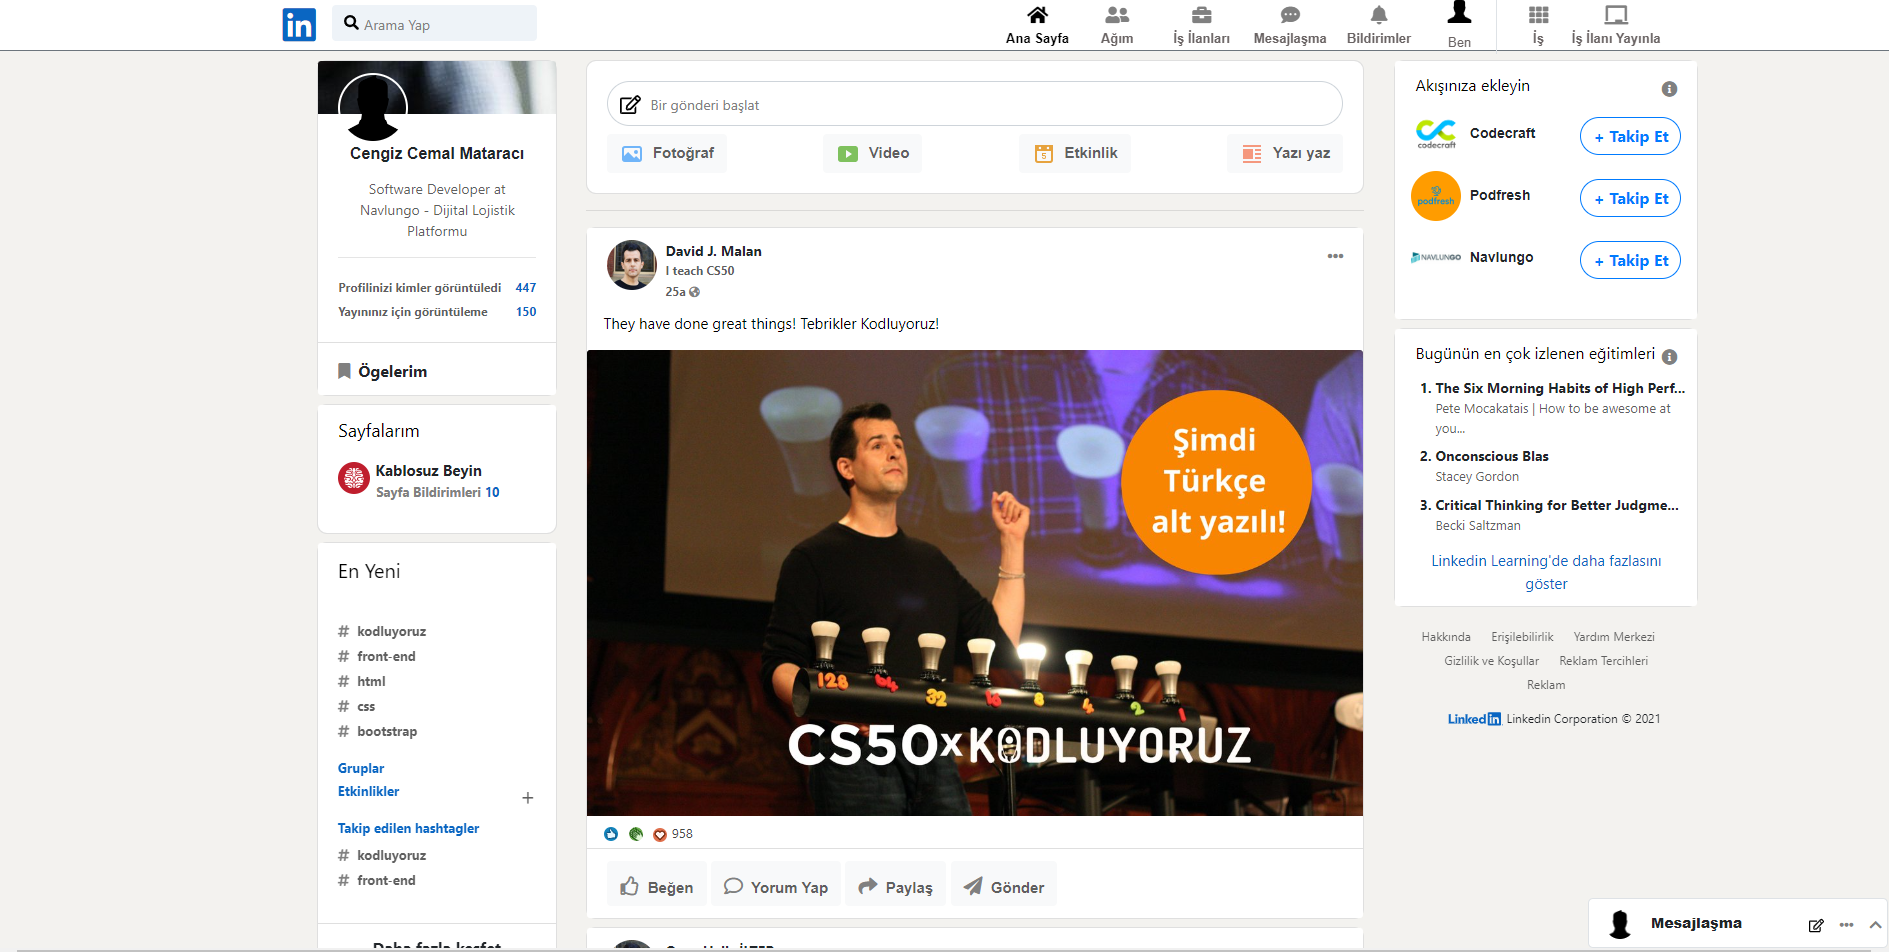 in
Arama Yap
Ana Sayfa
Ağım
İş İlanları
Mesajlaşma
Bildirimler
Ben
İş
İş İlanı Yayınla
Cengiz Cemal Mataracı
Software Developer at
Navlungo - Dijital Lojistik
Platformu
Profilinizi kimler görüntüledi 447
Yayınınız için görüntüleme 150
Ögelerim
Sayfalarım
Kablosuz Beyin
Sayfa Bildirimleri 10
En Yeni
# kodluyoruz
# front-end
# html
# css
# bootstrap
Gruplar
Etkinlikler
+
Takip edilen hashtagler
# kodluyoruz
# front-end
Daha fazla keşfet
Bir gönderi başlat
Fotoğraf
Video
5
Etkinlik
Yazı yaz
David J. Malan
I teach CS50
25a
They have done great things! Tebrikler Kodluyoruz!
Şimdi
Türkçe
alt yazılı!
128 64 32 16 8 4 2 1
CS50xKODLUYORUZ
958
Beğen
Yorum Yap
Paylaş
Gönder
Akışınıza ekleyin
codecraft
Codecraft
+ Takip Et
podfresh
Podfresh
+ Takip Et
NAVLUNGO
Navlungo
+ Takip Et
Bugünün en çok izlenen eğitimleri
1. The Six Morning Habits of High Perf...
Pete Mocakatais | How to be awesome at
you...
2. Onconscious Blas
Stacey Gordon
3. Critical Thinking for Better Judgme...
Becki Saltzman
Linkedin Learning'de daha fazlasını
göster
Hakkında Erişilebilirlik Yardım Merkezi
Gizlilik ve Koşullar Reklam Tercihleri
Reklam
Linkedin Linkedin Corporation © 2021
Mesajlaşma